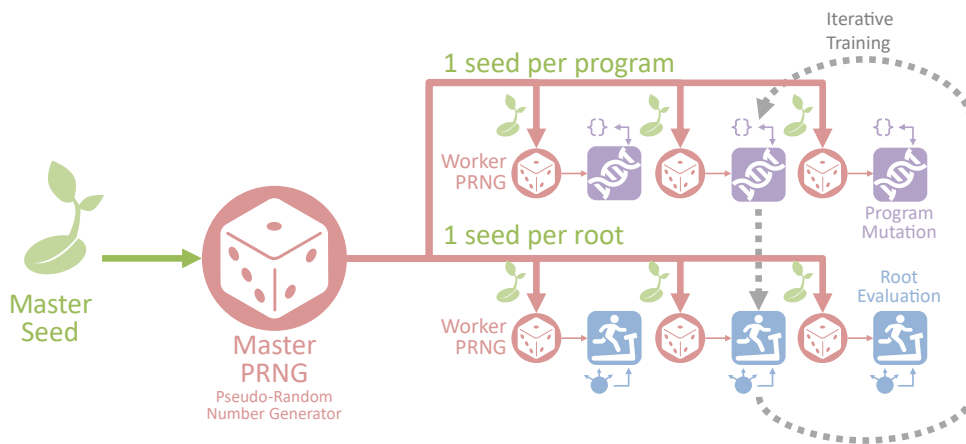 Iterative
Training
1 seed per program
{}
{}
{}
Worker
PRNG
Program
Mutation
1 seed per root
Root
Evaluation
Master
Seed
Worker
PRNG
Master
PRNG
Pseudo-Random
Number Generator